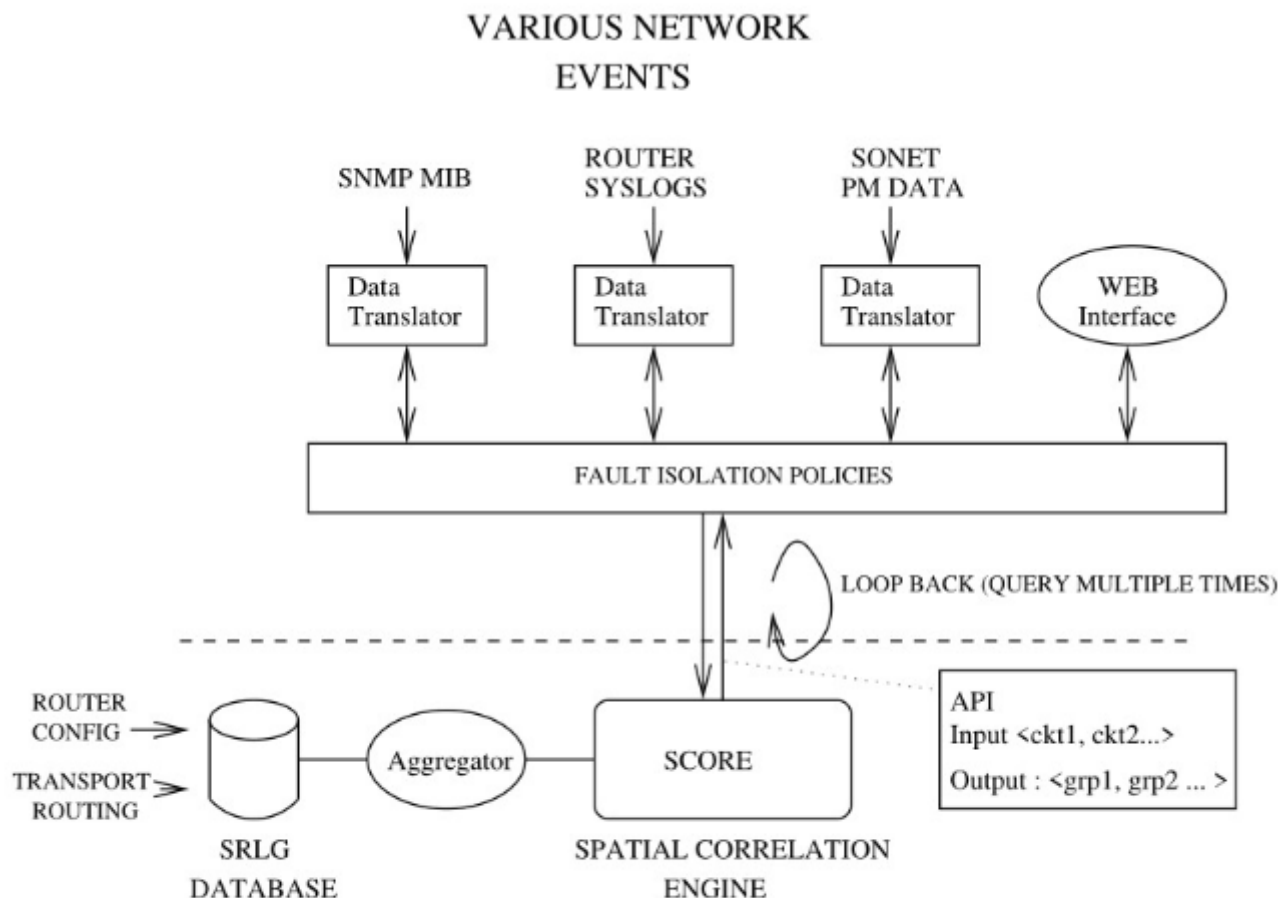 VARIOUS NETWORK
EVENTS
SNMP MIB
ROUTER
SYSLOGS
SONET
PM DATA
Data
Translator
Data
Translator
Data
Translator
WEB
Interface
FAULT ISOLATION POLICIES
LOOP BACK (QUERY MULTIPLE TIMES)
ROUTER
CONFIG
TRANSPORT
ROUTING
Aggregator
SCORE
API
Input <ckt1, ckt2...>
Output : <grp1, grp2 ... >
SRLG
DATABASE
SPATIAL CORRELATION
ENGINE